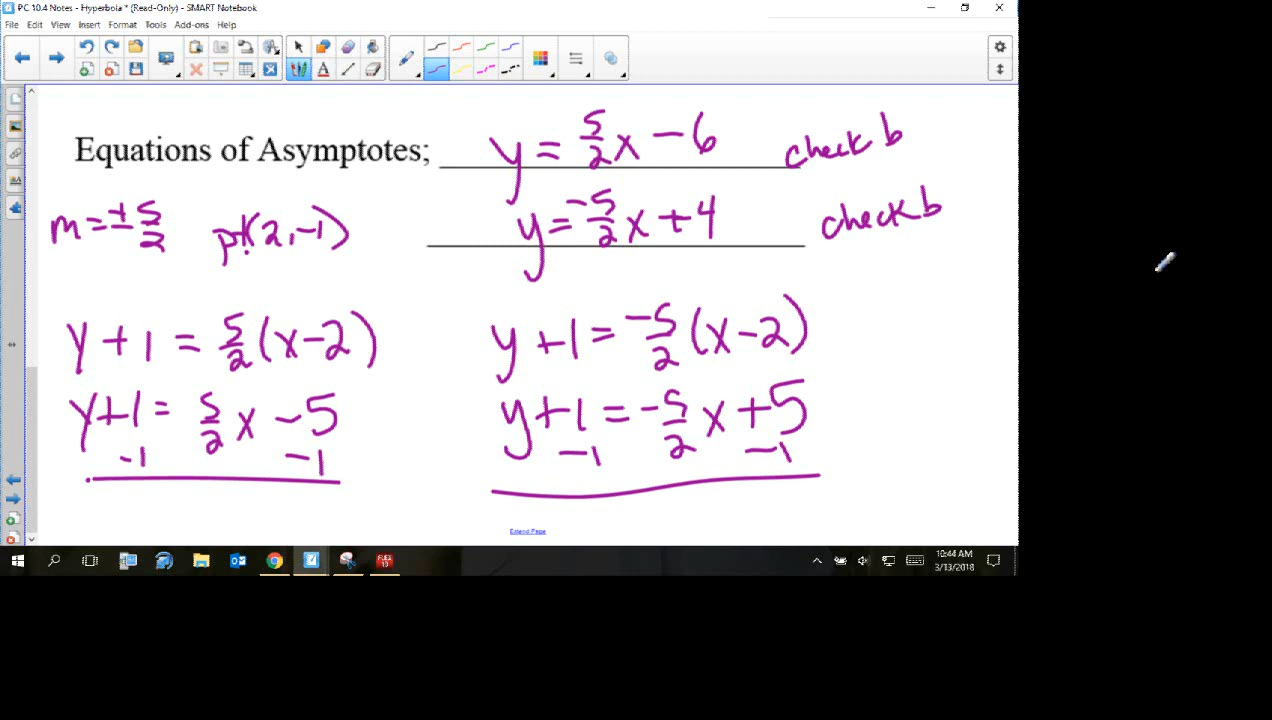 PC 10.4 Notes - Hyperbola * (Read-Only) - SMART Notebook
File Edit View Insert Format Tools Add-ons Help
Equations of Asymptotes; y = 5/2 x - 6 check b
y = -5/2 x + 4 check b
m = ± 5/2 pt(2, -1)
y + 1 = 5/2 (x - 2)
y + 1 = 5/2 x - 5
-1 -1
y + 1 = -5/2 (x - 2)
y + 1 = -5/2 x + 5
-1 -1
Extend Page
10:44 AM
3/13/2018